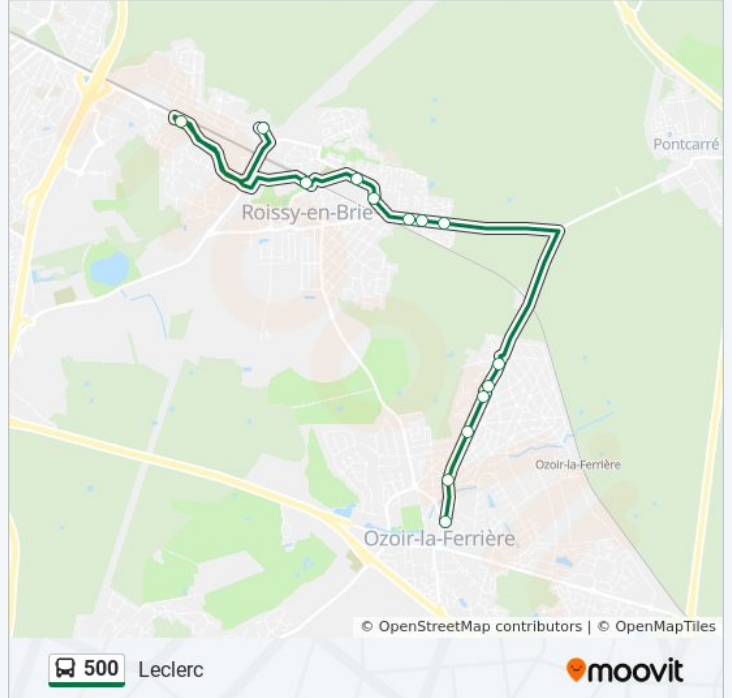 Pontcarré
Roissy-en-Brie
Ozoir-la-Ferrière
Ozoir-la-Ferrière
© OpenStreetMap contributors | © OpenMapTiles
500 Leclerc
moovit